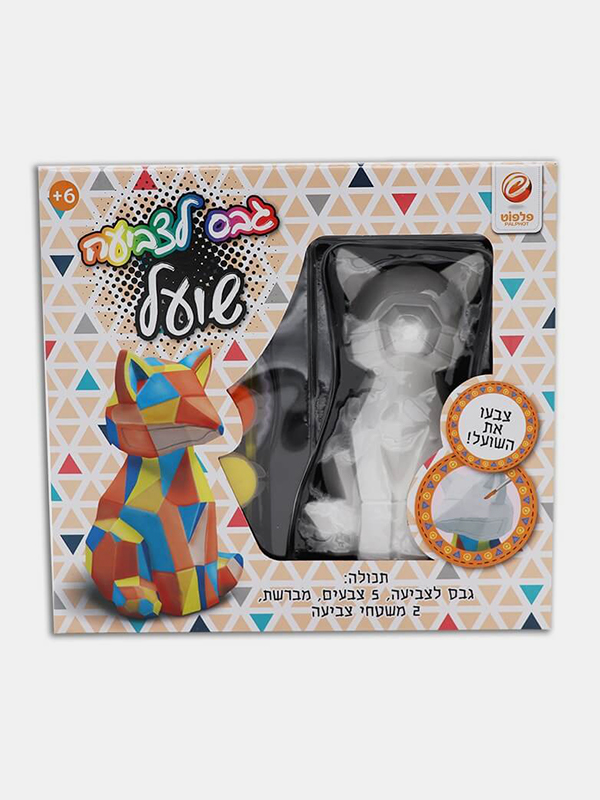 +6
פלפוט
PALPHOT
גבס לצביעה
שועל
צבעו
את
השועל!
תכולה:
גבס לצביעה, 5 צבעים, מברשת,
2 משטחי צביעה